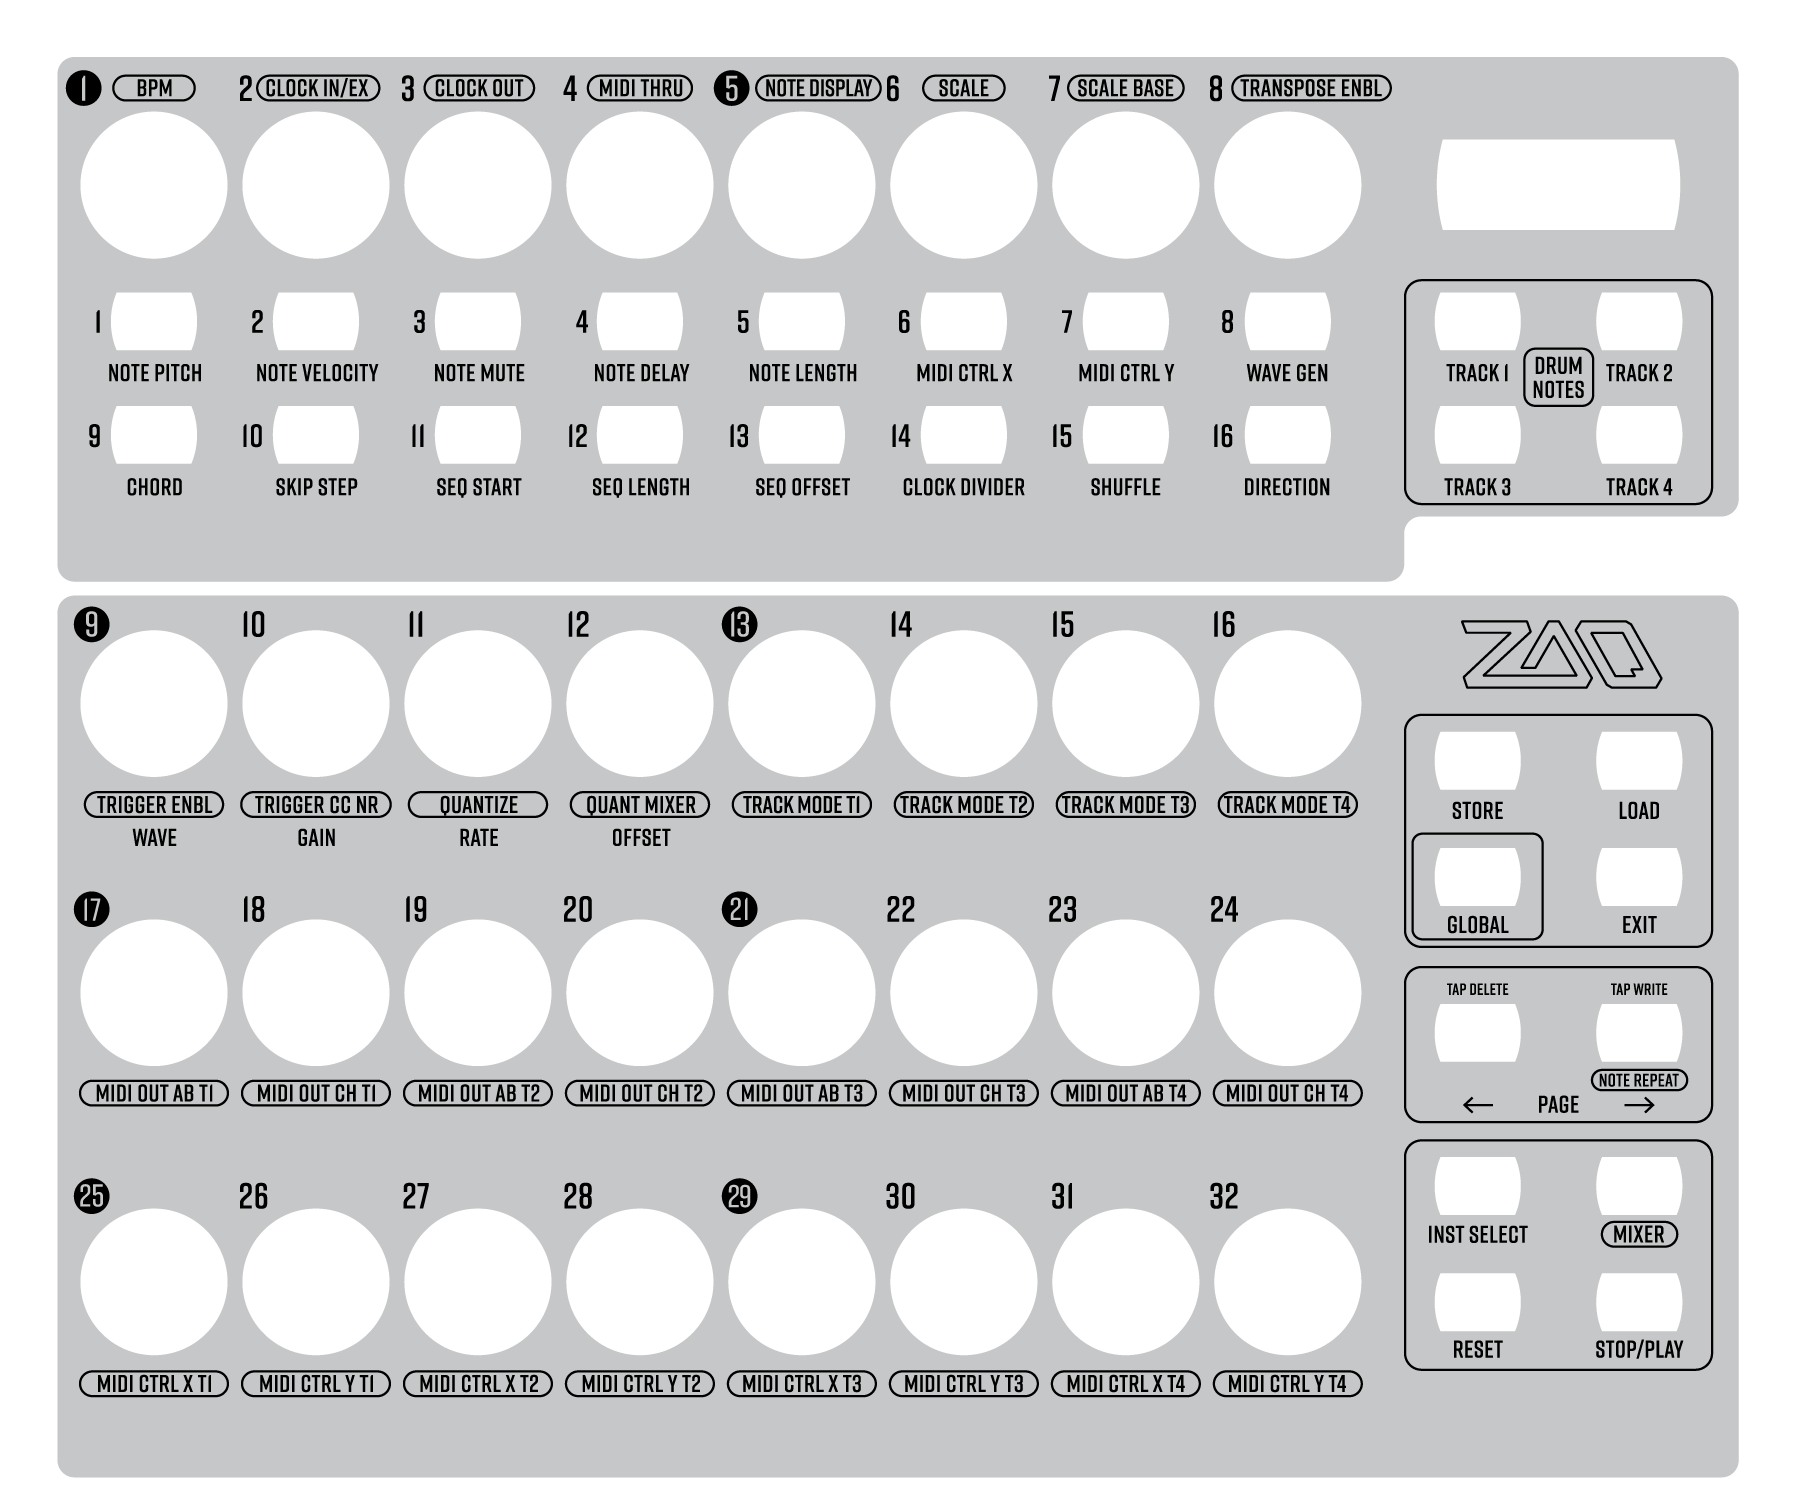 1 BPM 2 CLOCK IN/EX 3 CLOCK OUT 4 MIDI THRU 5 NOTE DISPLAY 6 SCALE 7 SCALE BASE 8 TRANSPOSE ENBL
1 2 3 4 5 6 7 8
NOTE PITCH NOTE VELOCITY NOTE MUTE NOTE DELAY NOTE LENGTH MIDI CTRL X MIDI CTRL Y WAVE GEN
TRACK 1 DRUM NOTES TRACK 2
9 10 11 12 13 14 15 16
CHORD SKIP STEP SEQ START SEQ LENGTH SEQ OFFSET CLOCK DIVIDER SHUFFLE DIRECTION
TRACK 3 TRACK 4
9 10 11 12 13 14 15 16
ZAQ
TRIGGER ENBL TRIGGER CC NR QUANTIZE QUANT MIXER TRACK MODE T1 TRACK MODE T2 TRACK MODE T3 TRACK MODE T4
WAVE GAIN RATE OFFSET
STORE LOAD
GLOBAL EXIT
17 18 19 20 21 22 23 24
MIDI OUT AB T1 MIDI OUT CH T1 MIDI OUT AB T2 MIDI OUT CH T2 MIDI OUT AB T3 MIDI OUT CH T3 MIDI OUT AB T4 MIDI OUT CH T4
TAP DELETE TAP WRITE
NOTE REPEAT
← PAGE →
25 26 27 28 29 30 31 32
INST SELECT MIXER
RESET STOP/PLAY
MIDI CTRL X T1 MIDI CTRL Y T1 MIDI CTRL X T2 MIDI CTRL Y T2 MIDI CTRL X T3 MIDI CTRL Y T3 MIDI CTRL X T4 MIDI CTRL Y T4